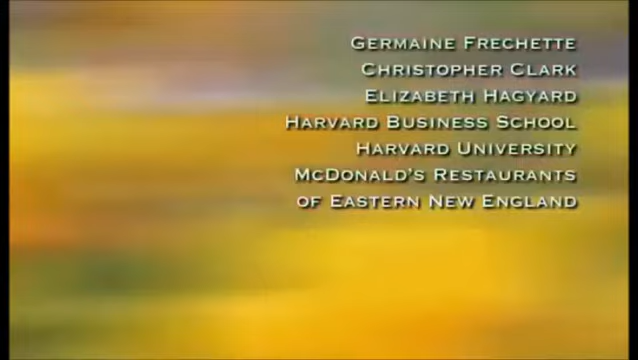 Germaine Frechette
Christopher Clark
Elizabeth Hagyard
Harvard Business School
Harvard University
McDonald's Restaurants
of Eastern New England